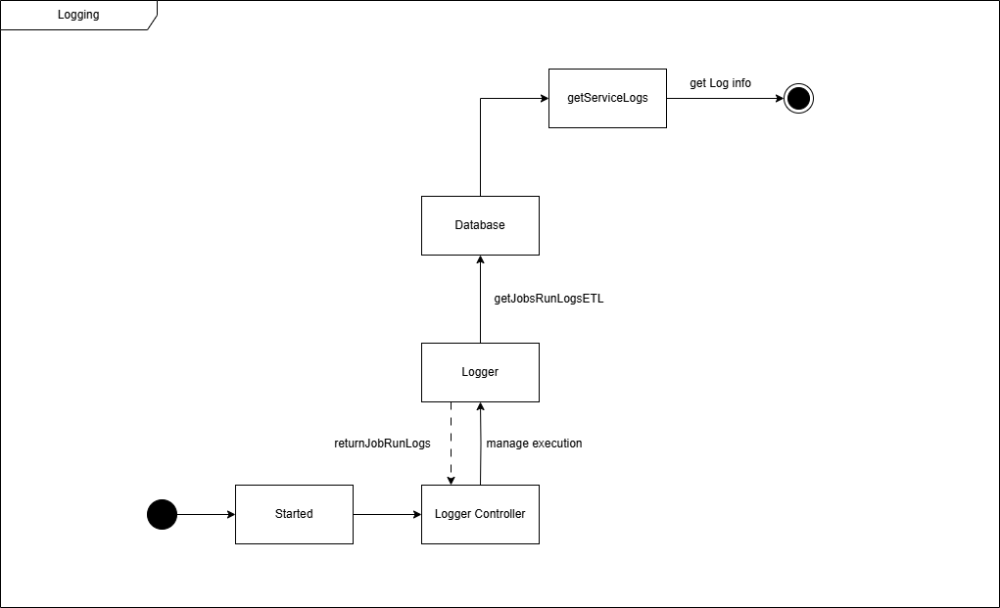 Logging
get Log info
getServiceLogs
Database
getJobsRunLogsETL
Logger
returnJobRunLogs
manage execution
Started
Logger Controller